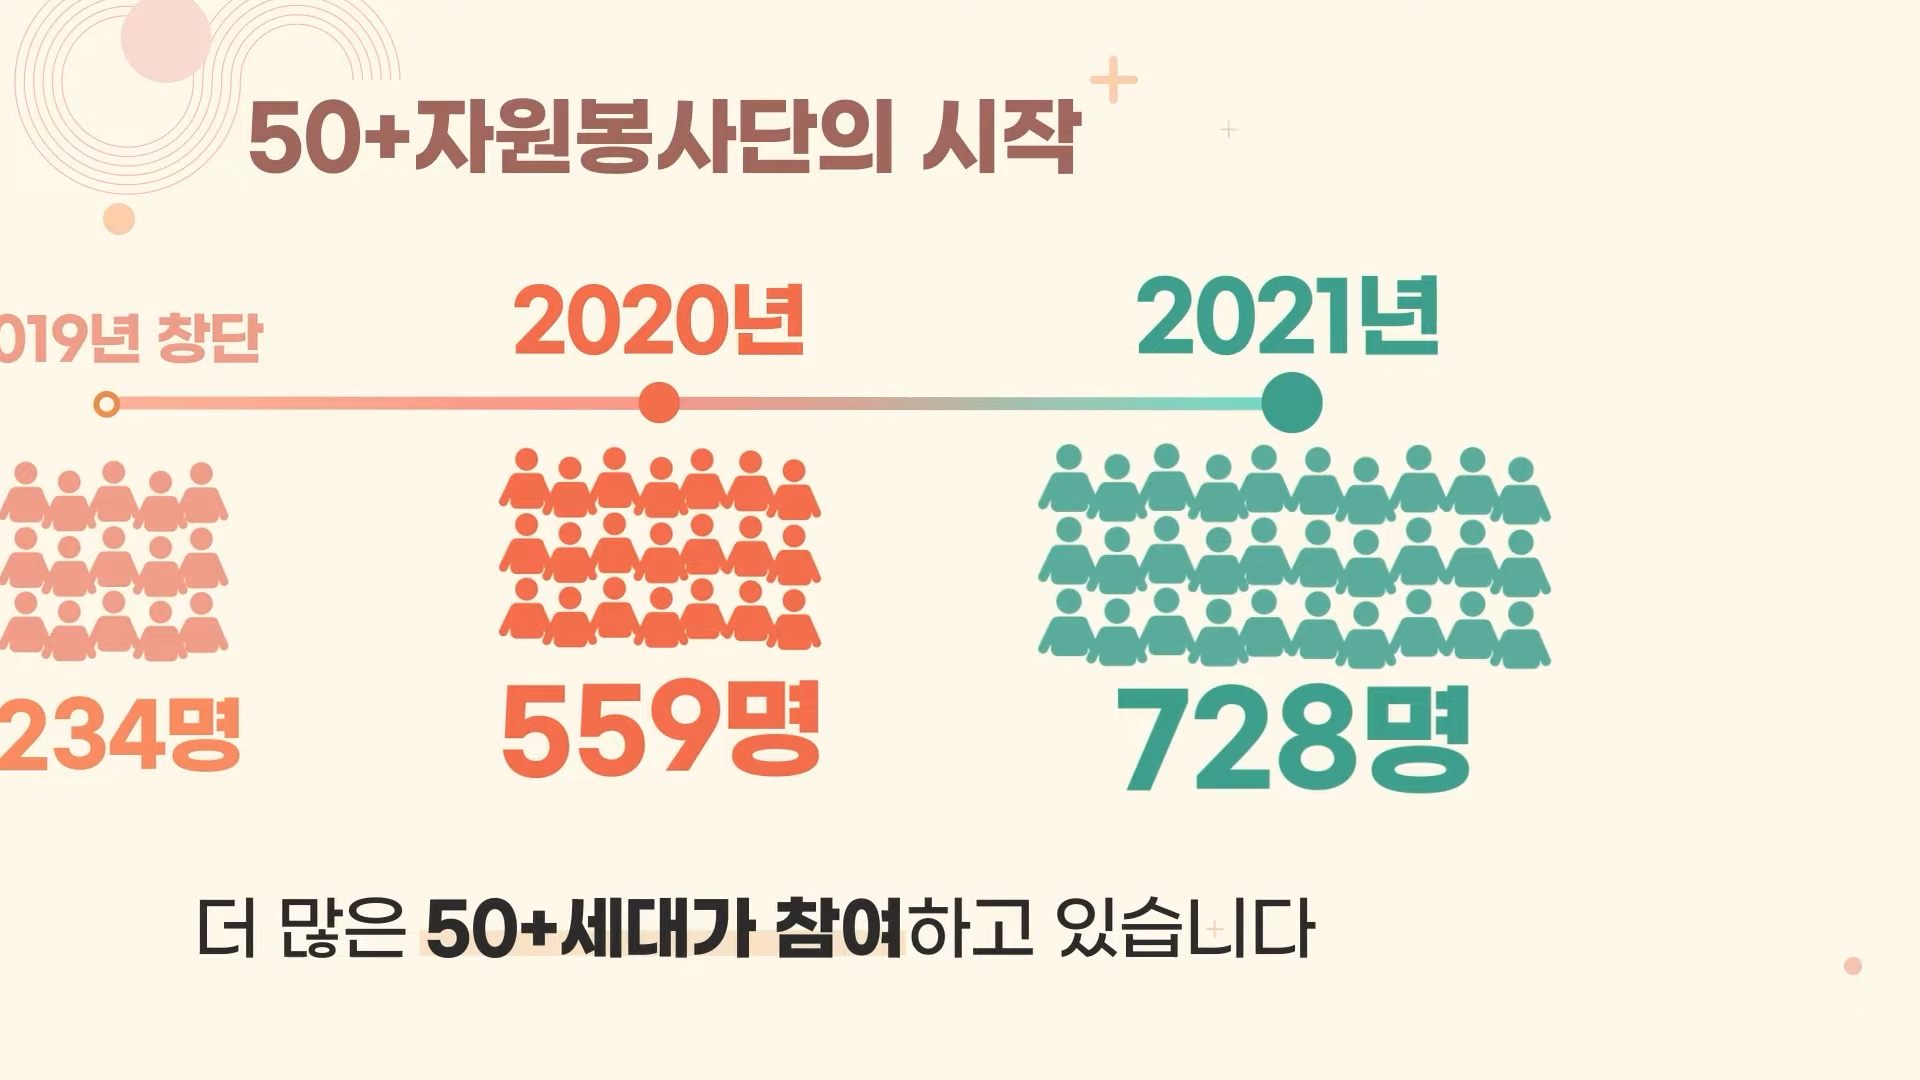 50+자원봉사단의 시작
019년 창단
2020년
2021년
234명
559명
728명
더 많은 50+세대가 참여하고 있습니다